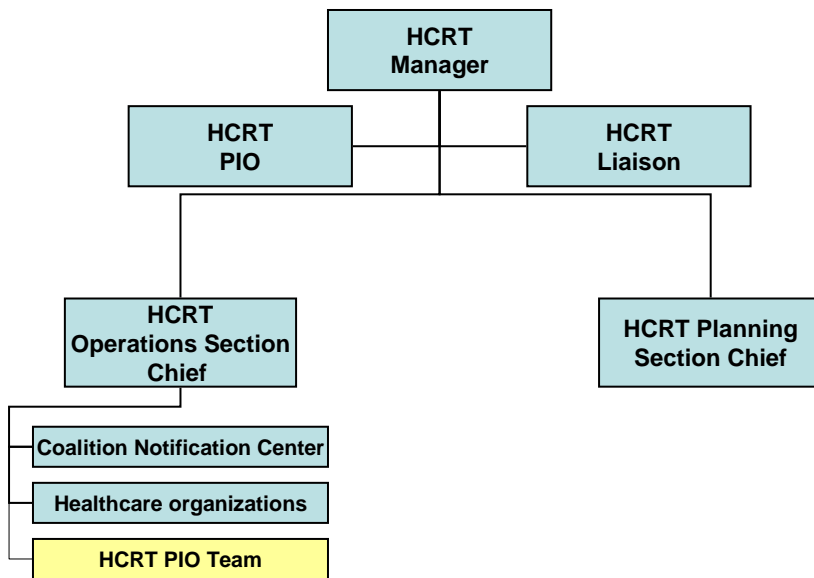 HCRT
Manager
HCRT
PIO
HCRT
Liaison
HCRT
Operations Section
Chief
HCRT Planning
Section Chief
Coalition Notification Center
Healthcare organizations
HCRT PIO Team